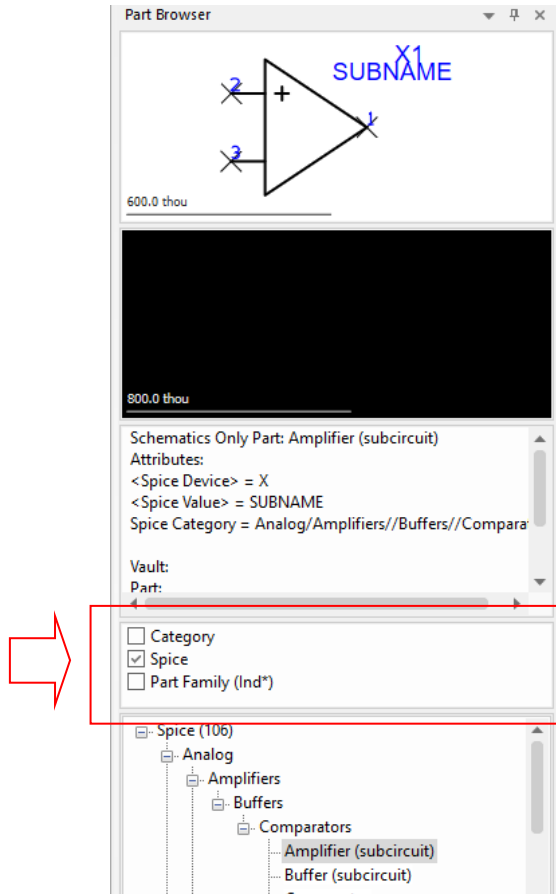 Part Browser
X1
SUBNAME
2
+
1
3
600.0 thou
800.0 thou
Schematics Only Part: Amplifier (subcircuit)
Attributes:
<Spice Device> = X
<Spice Value> = SUBNAME
Spice Category = Analog/Amplifiers//Buffers//Compara
Vault:
Part:
Category
Spice
Part Family (Ind*)
Spice (106)
Analog
Amplifiers
Buffers
Comparators
Amplifier (subcircuit)
Buffer (subcircuit)